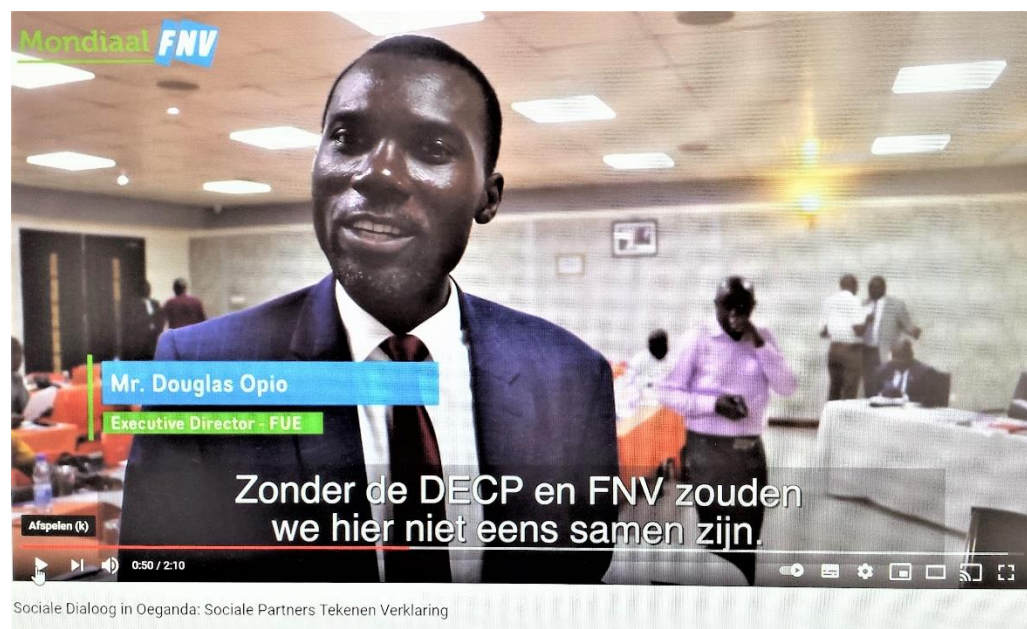 Mondiaal FNV
Mr. Douglas Opio
Executive Director - FUE
Zonder de DECP en FNV zouden
we hier niet eens samen zijn.
Afspelen (k)
0:50 / 2:10
Sociale Dialoog in Oeganda: Sociale Partners Tekenen Verklaring